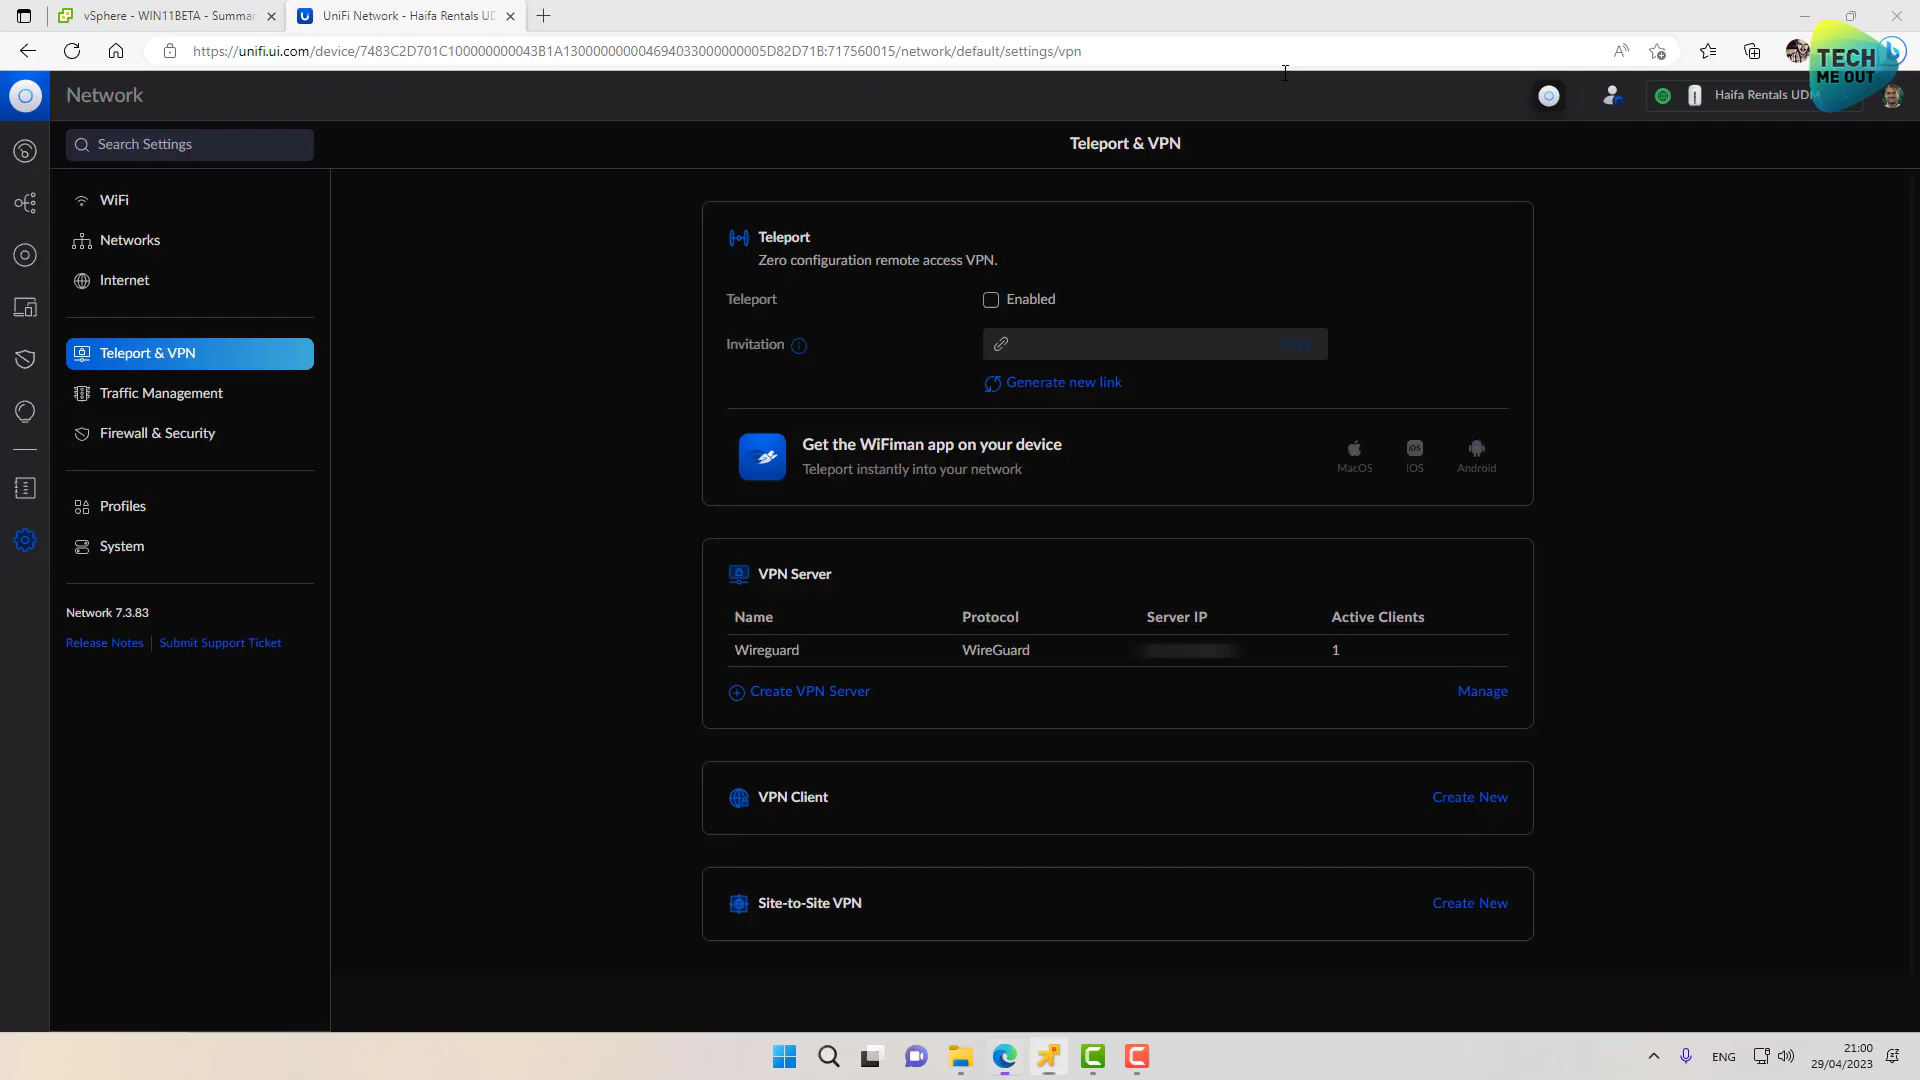 vSphere - WIN11BETA - Summar
UniFi Network - Haifa Rentals UD
https://unifi.ui.com/device/7483C2D701C100000000043B1A13000000000469403300000000005D82D71B:717560015/network/default/settings/vpn
TECH
ME OUT
Network
Haifa Rentals UDM
Search Settings
Teleport & VPN
WiFi
Networks
Internet
Teleport & VPN
Traffic Management
Firewall & Security
Profiles
System
Network 7.3.83
Release Notes
Submit Support Ticket
Teleport
Zero configuration remote access VPN.
Teleport
Enabled
Invitation
Copy
Generate new link
Get the WiFiman app on your device
Teleport instantly into your network
MacOS
iOS
Android
VPN Server
Name Protocol Server IP Active Clients
Wireguard WireGuard 1
Create VPN Server
Manage
VPN Client
Create New
Site-to-Site VPN
Create New
ENG
21:00
29/04/2023